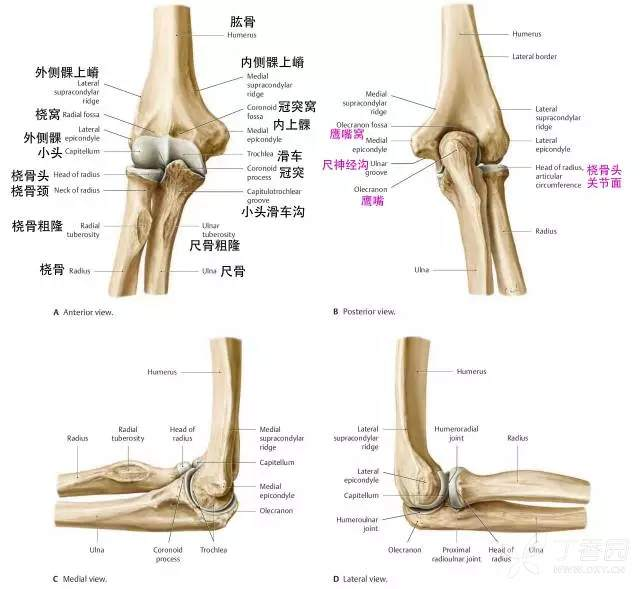 肱骨
Humerus
外侧髁上嵴
Lateral
supracondylar
ridge
桡窝 Radial fossa
外侧髁
Lateral
epicondyle
小头 Capitellum
桡骨头 Head of radius
桡骨颈 Neck of radius
桡骨粗隆
Radial
tuberosity
桡骨 Radius
内侧髁上嵴
Medial
supracondylar
ridge
Coronoid
fossa
冠突窝
Medial
epicondyle
内上髁
Trochlea 滑车
Coronoid
process
冠突
Capitulotrochlear
groove
小头滑车沟
Ulnar
tuberosity
尺骨粗隆
Ulna 尺骨
A Anterior view.
Humerus
Lateral border
Medial
supracondylar
ridge
Olecranon fossa
鹰嘴窝
Medial
epicondyle
尺神经沟
Ulnar
groove
Olecranon
鹰嘴
Ulna
Lateral
supracondylar
ridge
Lateral
epicondyle
Head of radius,
articular
circumference
桡骨头
关节面
Radius
B Posterior view.
Humerus
Radius
Radial
tuberosity
Head of
radius
Medial
supracondylar
ridge
Capitellum
Medial
epicondyle
Olecranon
Ulna
Coronoid
process
Trochlea
C Medial view.
Humerus
Lateral
supracondylar
ridge
Humeroradial
joint
Radius
Lateral
epicondyle
Capitellum
Humeroulnar
joint
Olecranon
Proximal
radioulnar joint
Head of
radius
Ulna
D Lateral view.
丁香园
WWW.DXY.CN